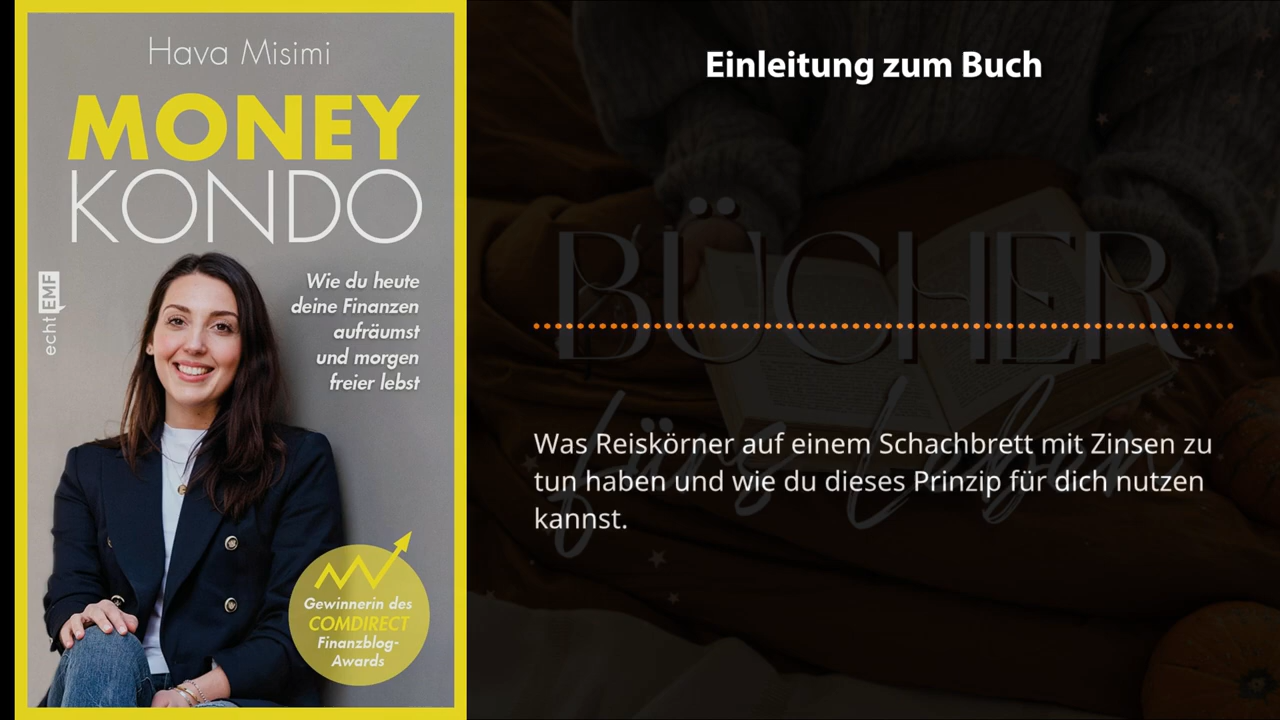 Hava Misimi
MONEY
KONDO
echt EMF
Wie du heute
deine Finanzen
aufräumst
und morgen
freier lebst
Gewinnerin des
COMDIRECT
Finanzblog-
Awards
Einleitung zum Buch
BÜCHER
fürs Leben
Was Reiskörner auf einem Schachbrett mit Zinsen zu
tun haben und wie du dieses Prinzip für dich nutzen
kannst.